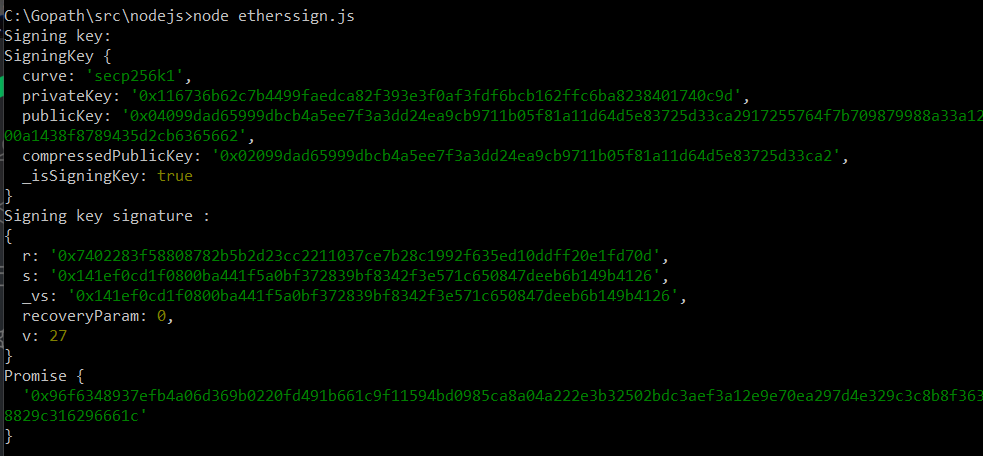 C:\Gopath\src\nodejs>node etherssign.js
Signing key:
SigningKey {
  curve: 'secp256k1',
  privateKey: '0x116736b62c7b4499faedca82f393e3f0af3fdf6bcb162ffc6ba8238401740c9d',
  publicKey: '0x04099dad65999dbcb4a5ee7f3a3dd24ea9cb9711b05f81a11d64d5e83725d33ca2917255764f7b709879988a33a12
00a1438f8789435d2cb6365662',
  compressedPublicKey: '0x02099dad65999dbcb4a5ee7f3a3dd24ea9cb9711b05f81a11d64d5e83725d33ca2',
  _isSigningKey: true
}
Signing key signature :
{
  r: '0x7402283f58808782b5b2d23cc2211037ce7b28c1992f635ed10ddff20e1fd70d',
  s: '0x141ef0cd1f0800ba441f5a0bf372839bf8342f3e571c650847deeb6b149b4126',
  _vs: '0x141ef0cd1f0800ba441f5a0bf372839bf8342f3e571c650847deeb6b149b4126',
  recoveryParam: 0,
  v: 27
}
Promise {
  '0x96f6348937efb4a06d369b0220fd491b661c9f11594bd0985ca8a04a222e3b32502bdc3aef3a12e9e70ea297d4e329c3c8b8f363
8829c316296661c'
}